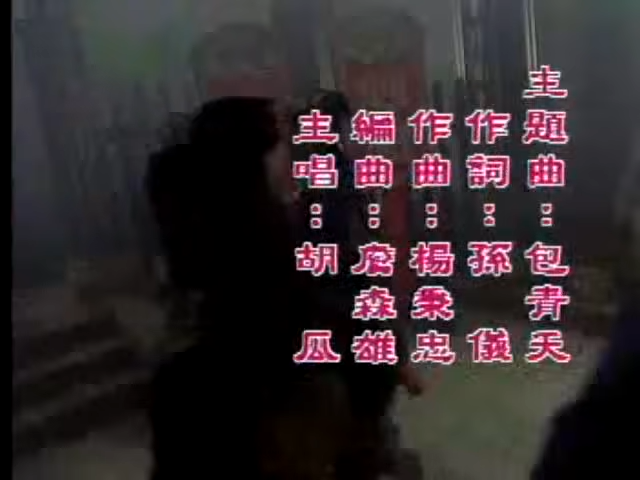 主題曲：包青天
作詞：孫儀
作曲：楊秉忠
編曲：詹森雄
主唱：胡瓜